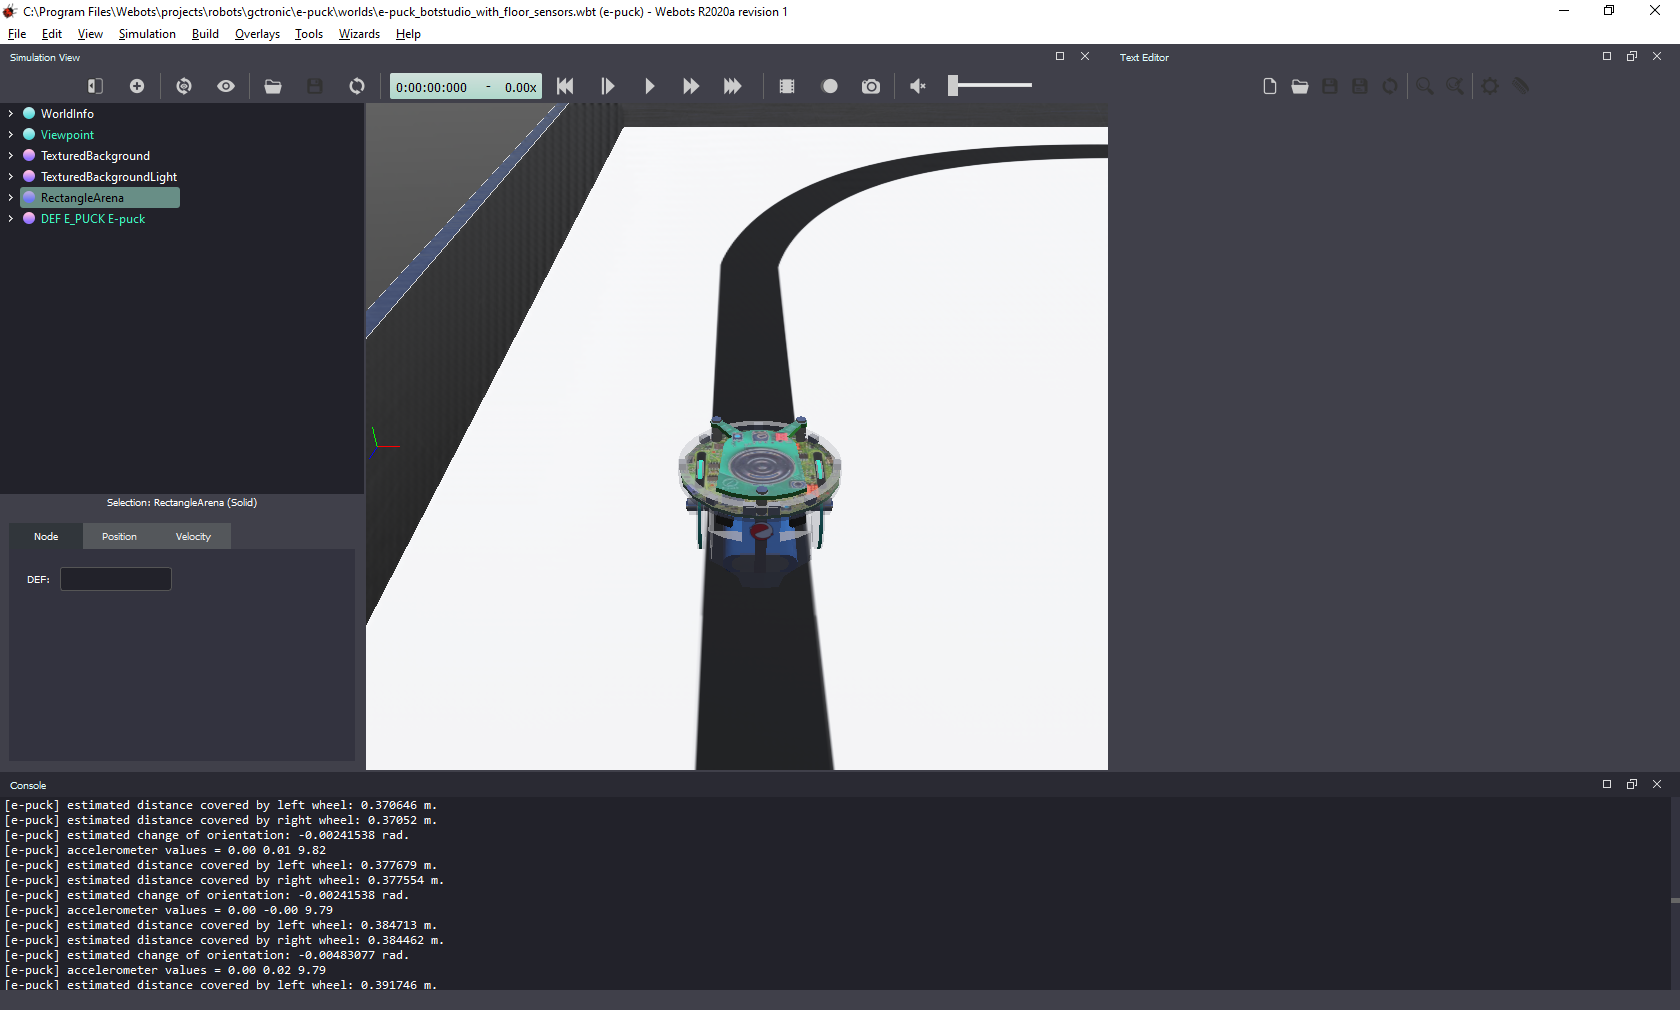 C:\Program Files\Webots\projects\robots\gctronic\e-puck\worlds\e-puck_botstudio_with_floor_sensors.wbt (e-puck) - Webots R2020a revision 1
File Edit View Simulation Build Overlays Tools Wizards Help
Simulation View
Text Editor
0:00:00:000 - 0.00x
WorldInfo
Viewpoint
TexturedBackground
TexturedBackgroundLight
RectangleArena
DEF E_PUCK E-puck
Selection: RectangleArena (Solid)
Node Position Velocity
DEF:
Console
[e-puck] estimated distance covered by left wheel: 0.370646 m.
[e-puck] estimated distance covered by right wheel: 0.37052 m.
[e-puck] estimated change of orientation: -0.00241538 rad.
[e-puck] accelerometer values = 0.00 0.01 9.82
[e-puck] estimated distance covered by left wheel: 0.377679 m.
[e-puck] estimated distance covered by right wheel: 0.377554 m.
[e-puck] estimated change of orientation: -0.00241538 rad.
[e-puck] accelerometer values = 0.00 -0.00 9.79
[e-puck] estimated distance covered by left wheel: 0.384713 m.
[e-puck] estimated distance covered by right wheel: 0.384462 m.
[e-puck] estimated change of orientation: -0.00483077 rad.
[e-puck] accelerometer values = 0.00 0.02 9.79
[e-puck] estimated distance covered by left wheel: 0.391746 m.